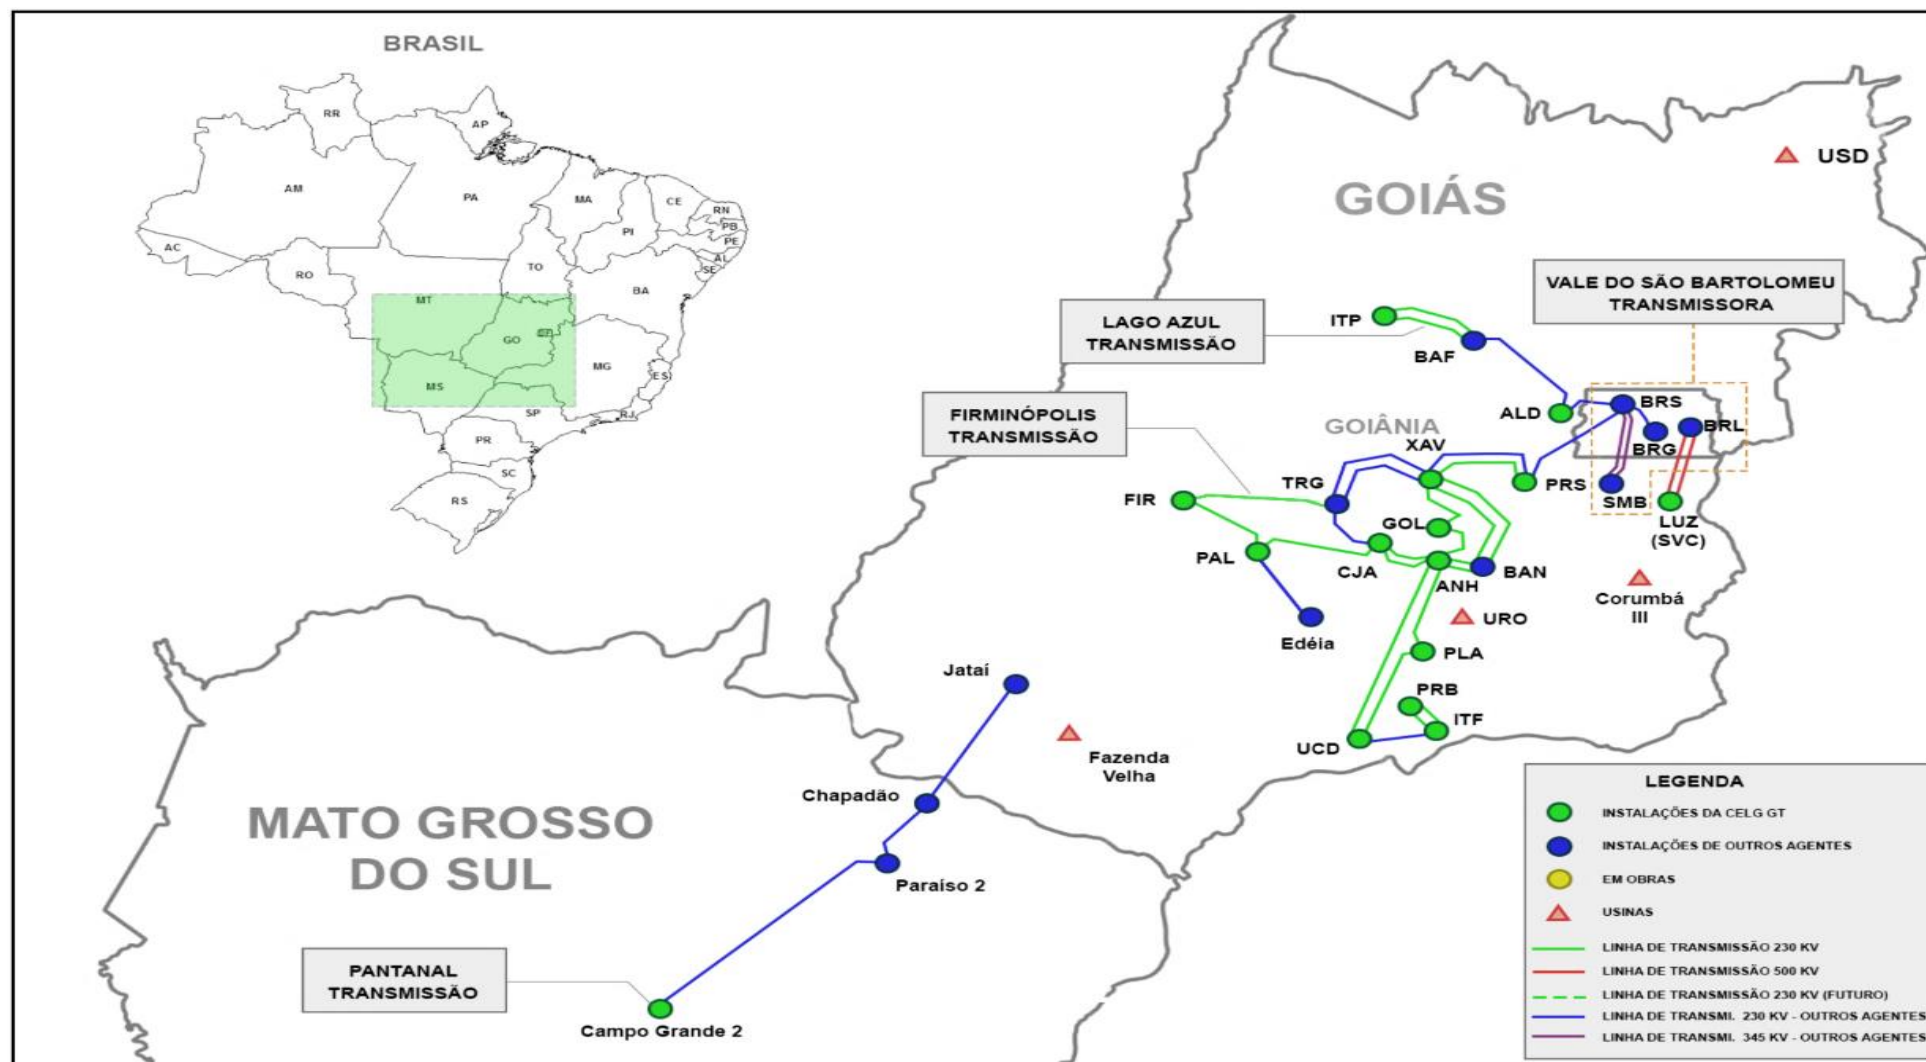 BRASIL
RR
AP
AM
PA
MA
CE
RN
PB
PE
PI
AL
SE
AC
RO
TO
BA
MT
GO
DF
MG
ES
MS
SP
RJ
PR
SC
RS
GOIÁS
USD
VALE DO SÃO BARTOLOMEU
TRANSMISSORA
LAGO AZUL
TRANSMISSÃO
ITP
BAF
FIRMINÓPOLIS
TRANSMISSÃO
GOIÂNIA
ALD
BRS
BRL
BRG
XAV
TRG
PRS
SMB
LUZ
(SVC)
FIR
GOL
PAL
CJA
ANH
BAN
Corumbá
III
URO
Edéia
PLA
Jataí
PRB
ITF
UCD
Fazenda
Velha
Chapadão
MATO GROSSO
DO SUL
Paraíso 2
PANTANAL
TRANSMISSÃO
Campo Grande 2
LEGENDA
INSTALAÇÕES DA CELG GT
INSTALAÇÕES DE OUTROS AGENTES
EM OBRAS
USINAS
LINHA DE TRANSMISSÃO 230 KV
LINHA DE TRANSMISSÃO 500 KV
LINHA DE TRANSMISSÃO 230 KV (FUTURO)
LINHA DE TRANSMI. 230 KV - OUTROS AGENTES
LINHA DE TRANSMI. 345 KV - OUTROS AGENTES